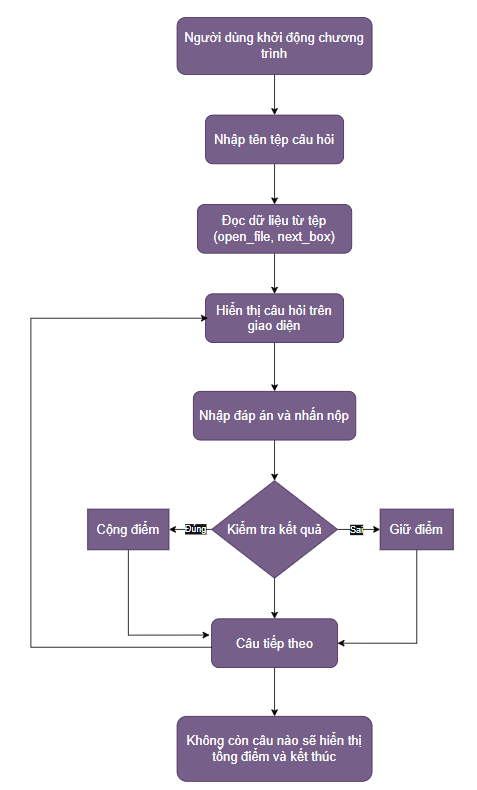 Người dùng khởi động chương
trình
Nhập tên tệp câu hỏi
Đọc dữ liệu từ tệp
(open_file, next_box)
Hiển thị câu hỏi trên
giao diện
Nhập đáp án và nhấn nộp
Cộng điểm
Đúng
Kiểm tra kết quả
Sai
Giữ điểm
Câu tiếp theo
Không còn câu nào sẽ hiển thị
tổng điểm và kết thúc